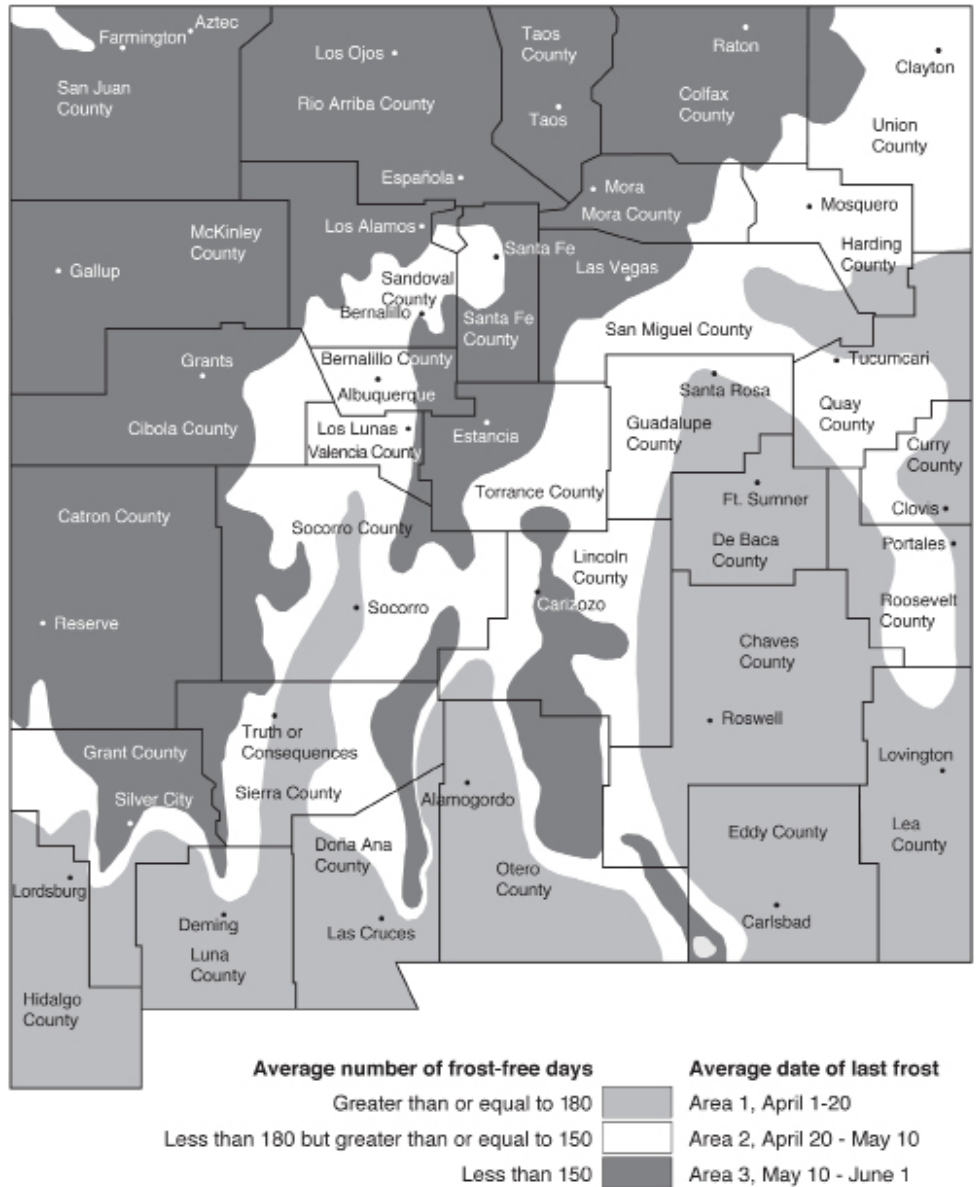 Aztec
Farmington
San Juan
County
Los Ojos
Rio Arriba County
Taos
County
Taos
Raton
Colfax
County
Clayton
Union
County
Española
Mora
Mora County
Mosquero
Harding
County
McKinley
County
Gallup
Los Alamos
Santa Fe
Las Vegas
Sandoval
County
Bernalillo
Santa Fe
County
San Miguel County
Tucumcari
Grants
Cibola County
Bernalillo County
Albuquerque
Los Lunas
Valencia County
Estancia
Santa Rosa
Guadalupe
County
Quay
County
Curry
County
Clovis
Torrance County
Ft. Sumner
De Baca
County
Portales
Roosevelt
County
Catron County
Reserve
Socorro County
Socorro
Lincoln
County
Carizozo
Chaves
County
Roswell
Truth or
Consequences
Sierra County
Grant County
Silver City
Alamogordo
Otero
County
Lovington
Lea
County
Eddy County
Carlsbad
Doña Ana
County
Las Cruces
Lordsburg
Deming
Luna
County
Hidalgo
County
Average number of frost-free days
Average date of last frost
Greater than or equal to 180
Area 1, April 1-20
Less than 180 but greater than or equal to 150
Area 2, April 20 - May 10
Less than 150
Area 3, May 10 - June 1